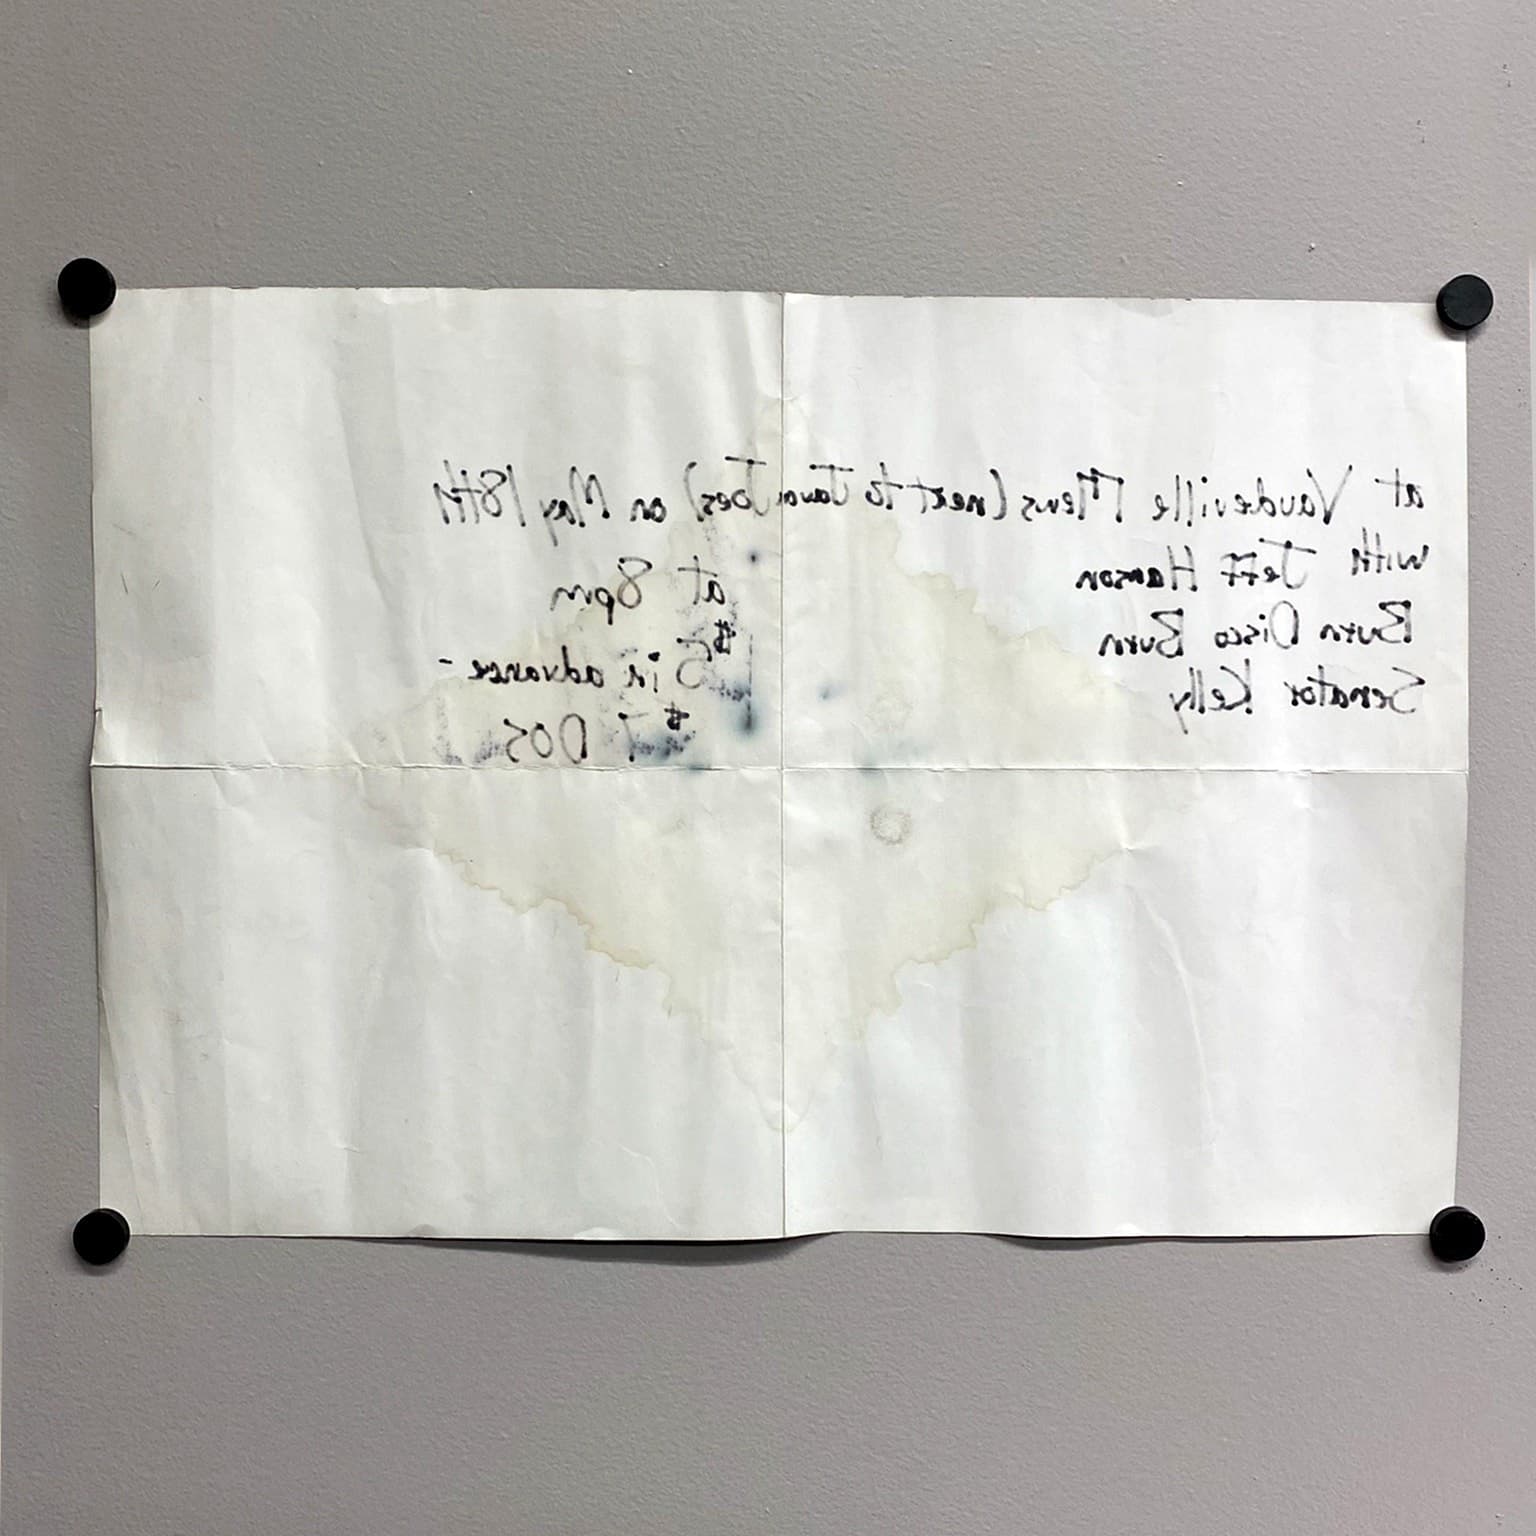 at Vaudeville Mews (next to Java Joes) on May 18th
with Jeff Hanson
Burn Disco Burn
Senator Kelly
at 8pm
$5 in advance -
$7 DOS